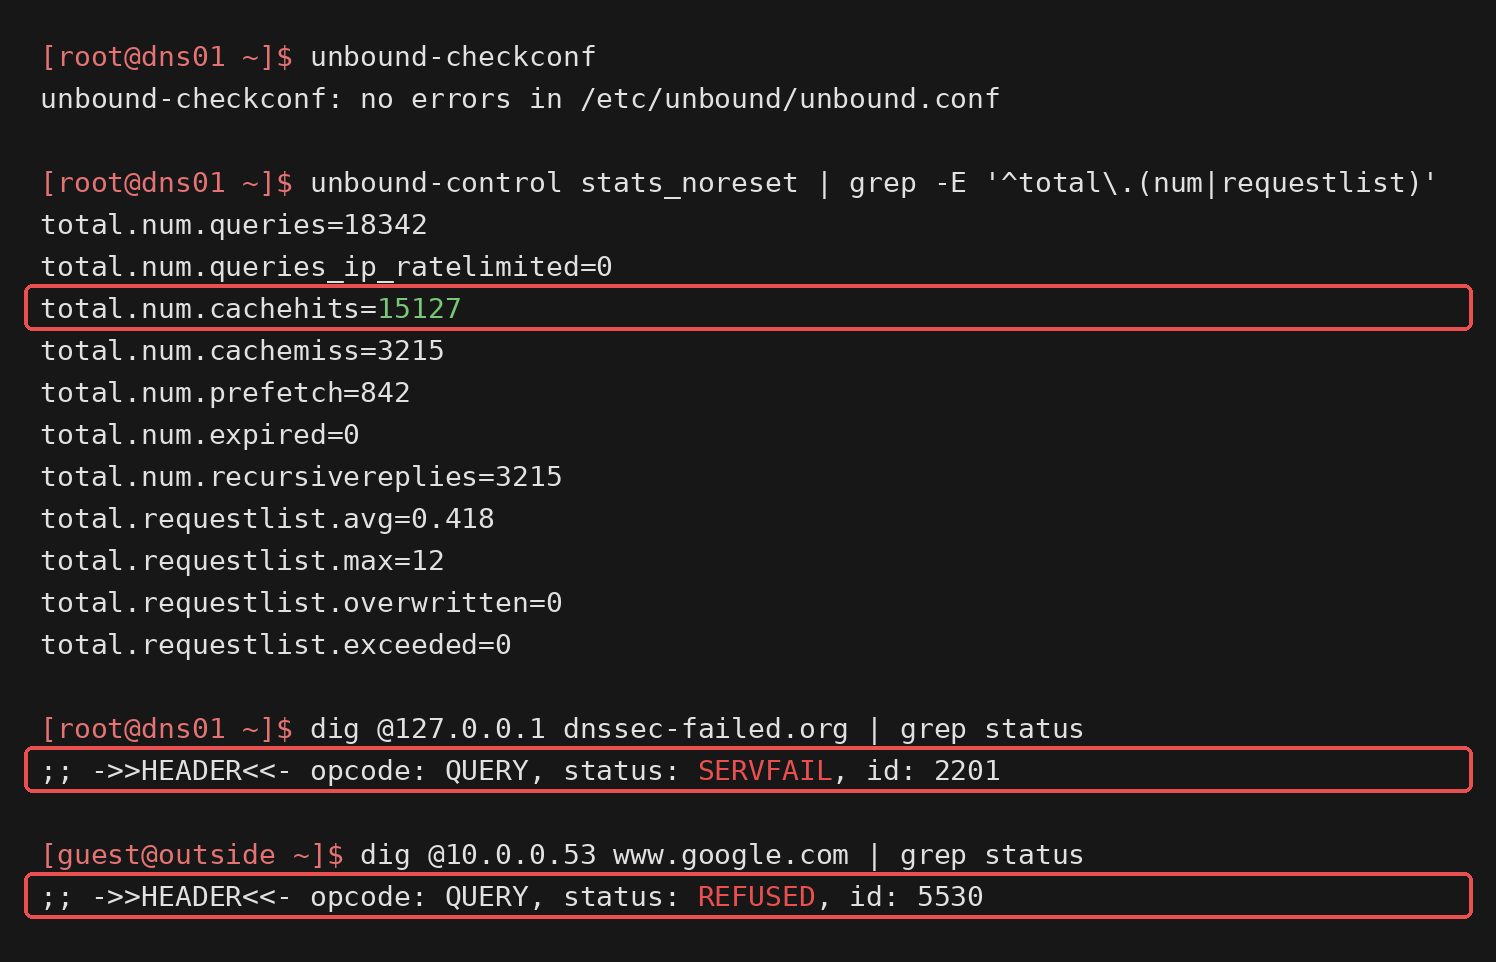 [root@dns01 ~]$ unbound-checkconf
unbound-checkconf: no errors in /etc/unbound/unbound.conf
[root@dns01 ~]$ unbound-control stats_noreset | grep -E '^total\.(num|requestlist)'
total.num.queries=18342
total.num.queries_ip_ratelimited=0
total.num.cachehits=15127
total.num.cachemiss=3215
total.num.prefetch=842
total.num.expired=0
total.num.recursivereplies=3215
total.requestlist.avg=0.418
total.requestlist.max=12
total.requestlist.overwritten=0
total.requestlist.exceeded=0
[root@dns01 ~]$ dig @127.0.0.1 dnssec-failed.org | grep status
;; ->>HEADER<<- opcode: QUERY, status: SERVFAIL, id: 2201
[guest@outside ~]$ dig @10.0.0.53 www.google.com | grep status
;; ->>HEADER<<- opcode: QUERY, status: REFUSED, id: 5530